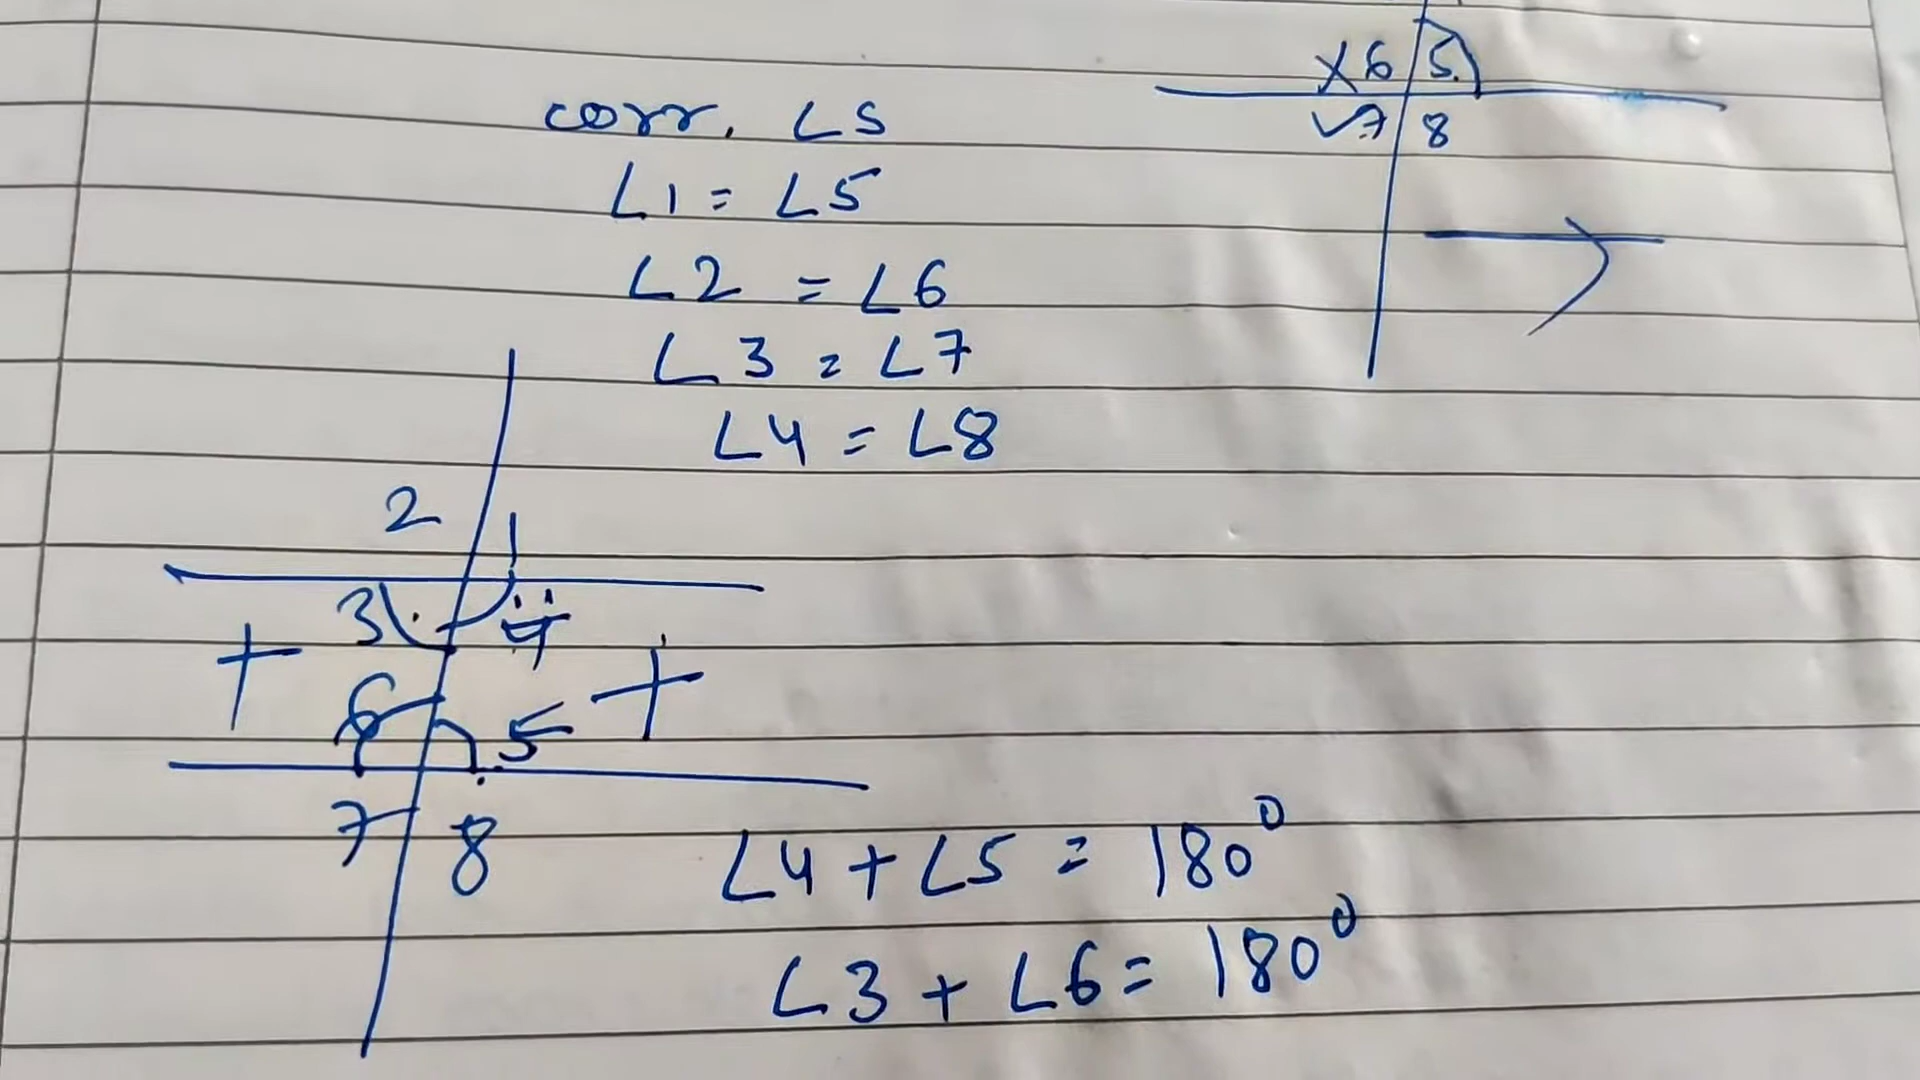 ×6 5
✓7 8
corr. ∠s
∠1 = ∠5
∠2 = ∠6
∠3 = ∠7
∠4 = ∠8
2 1
3 4
+ +
6 5
7 8
∠4 + ∠5 = 180°
∠3 + ∠6 = 180°